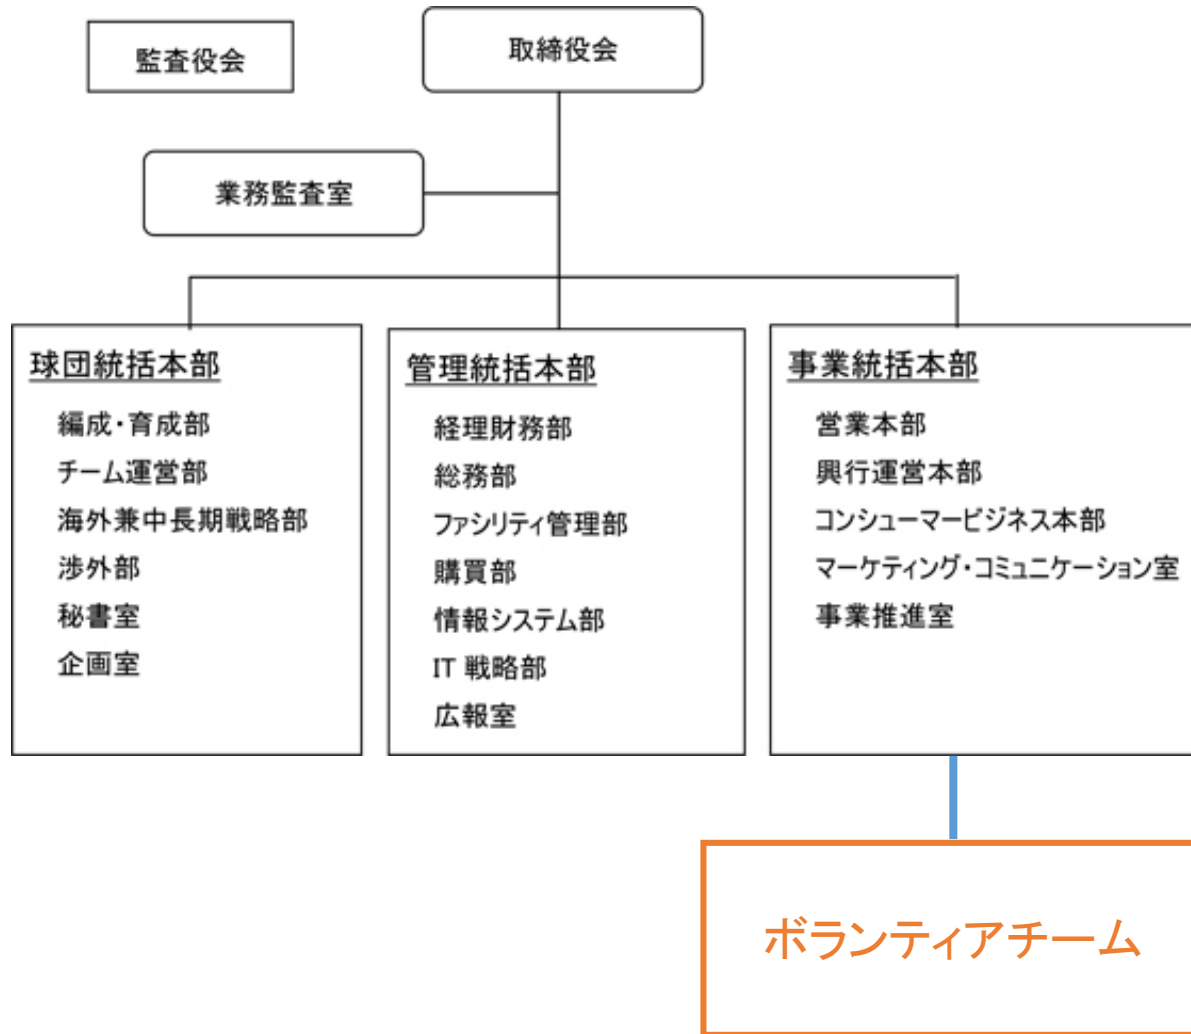 監査役会
取締役会
業務監査室
球団統括本部
編成・育成部
チーム運営部
海外兼中長期戦略部
渉外部
秘書室
企画室
管理統括本部
経理財務部
総務部
ファシリティ管理部
購買部
情報システム部
IT 戦略部
広報室
事業統括本部
営業本部
興行運営本部
コンシューマービジネス本部
マーケティング・コミュニケーション室
事業推進室
ボランティアチーム